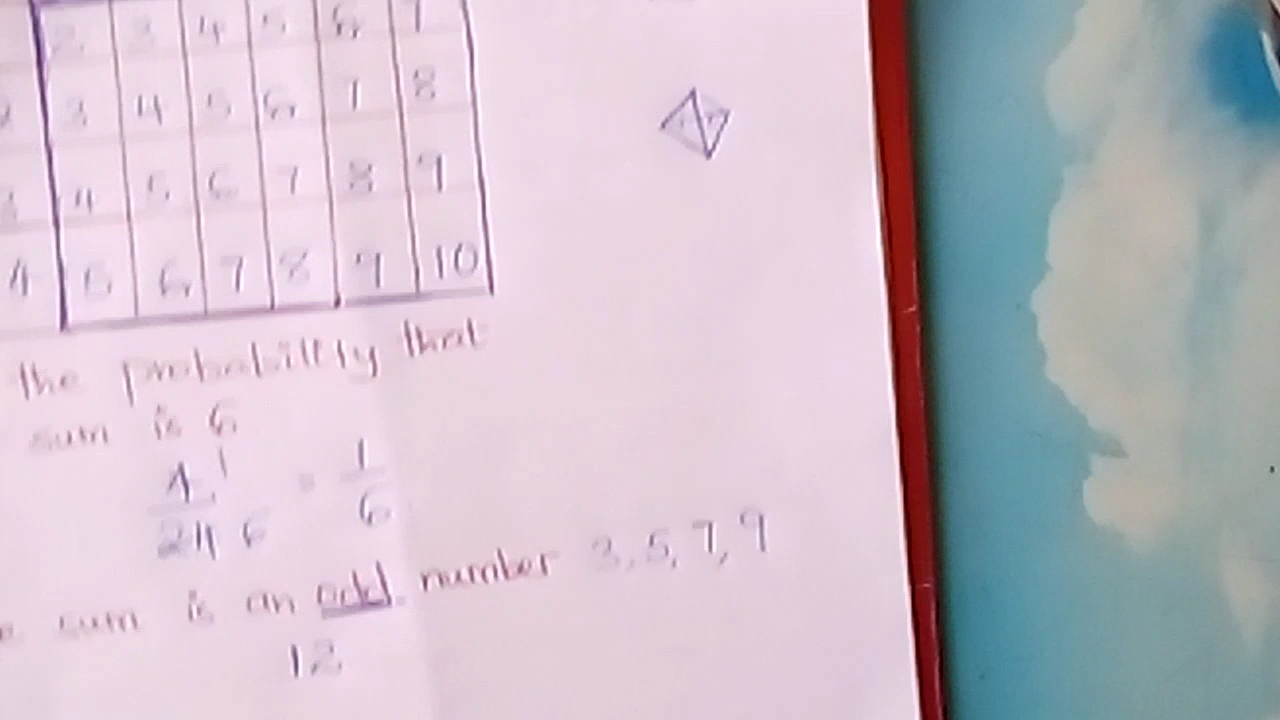 2 3 4 5 6 7
2 3 4 5 6 7 8
3 4 5 6 7 8 9
4 5 6 7 8 9 10
the probability that
sum is 6
4 1 / 24 6 = 1 / 6
sum is an odd number 3, 5, 7, 9
12